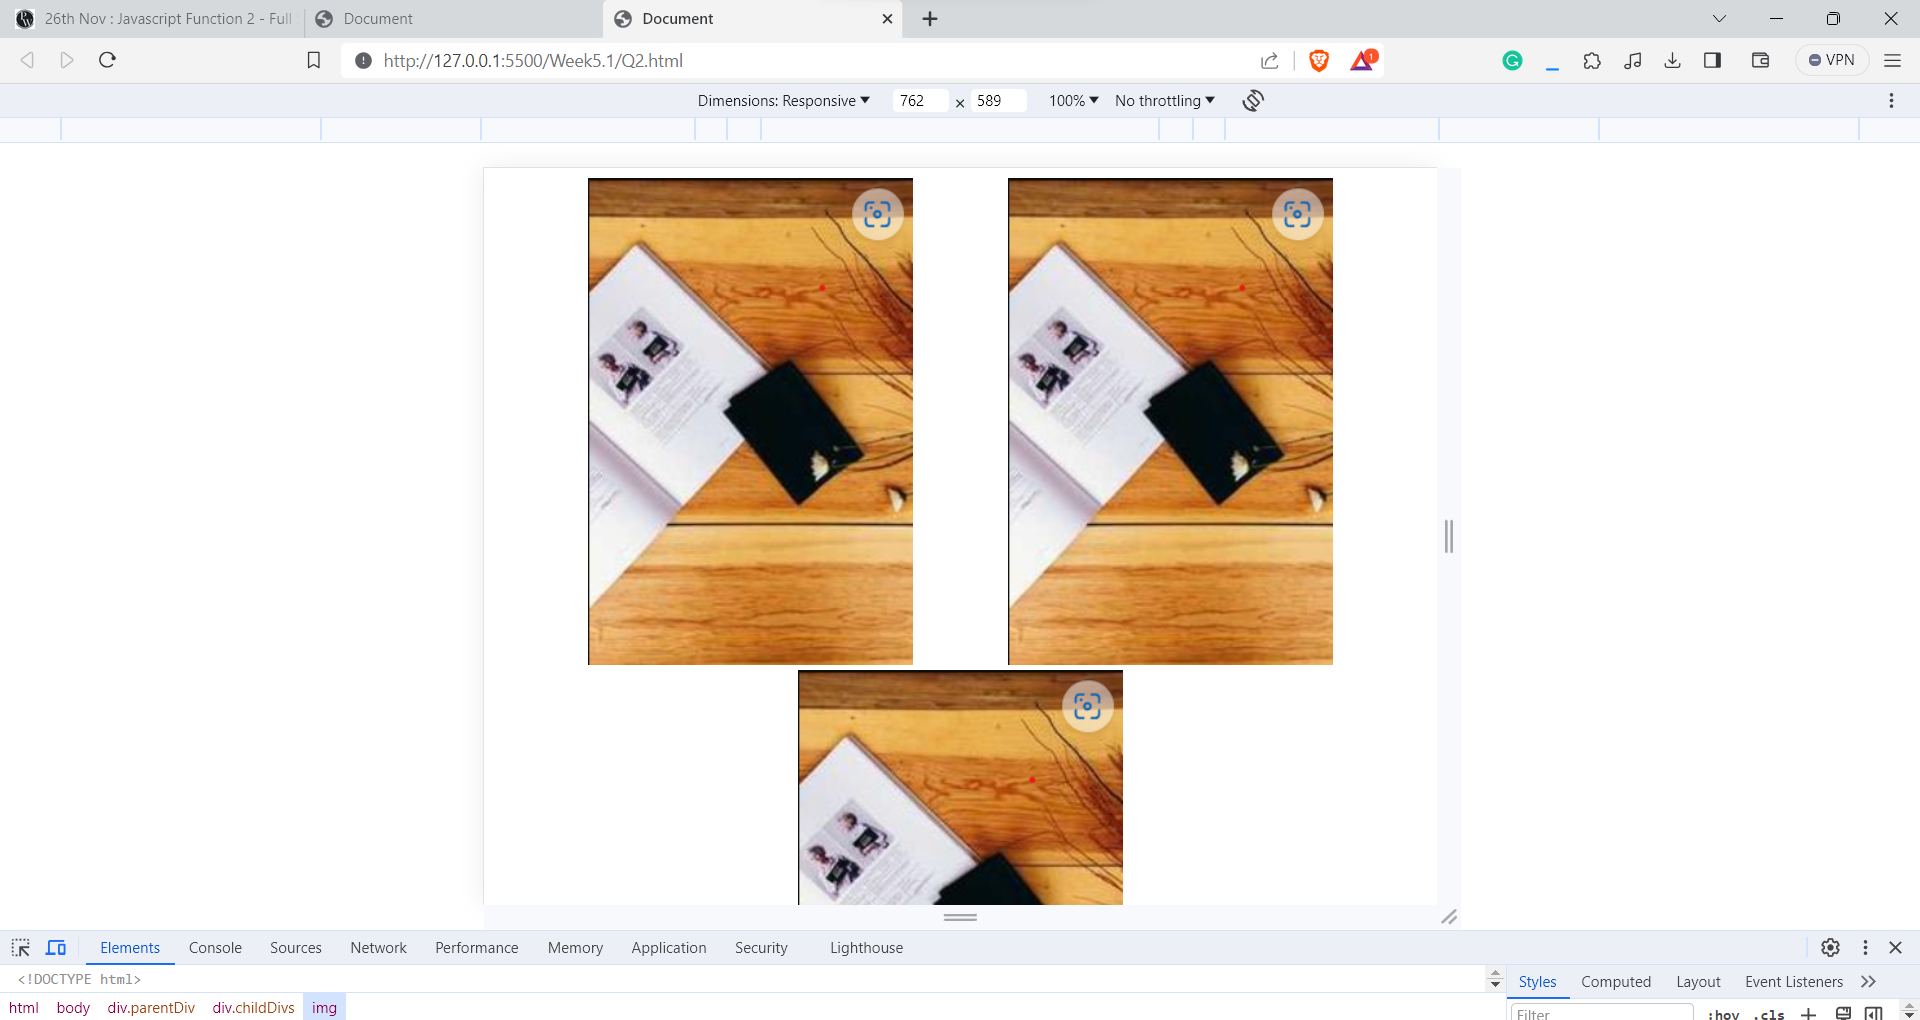 26th Nov : Javascript Function 2 - Full
Document
Document
http://127.0.0.1:5500/Week5.1/Q2.html
1
VPN
Dimensions: Responsive
762 × 589
100%
No throttling
Elements
Console
Sources
Network
Performance
Memory
Application
Security
Lighthouse
<!DOCTYPE html>
html body div.parentDiv div.childDivs img
Styles
Computed
Layout
Event Listeners
Filter
:hov .cls